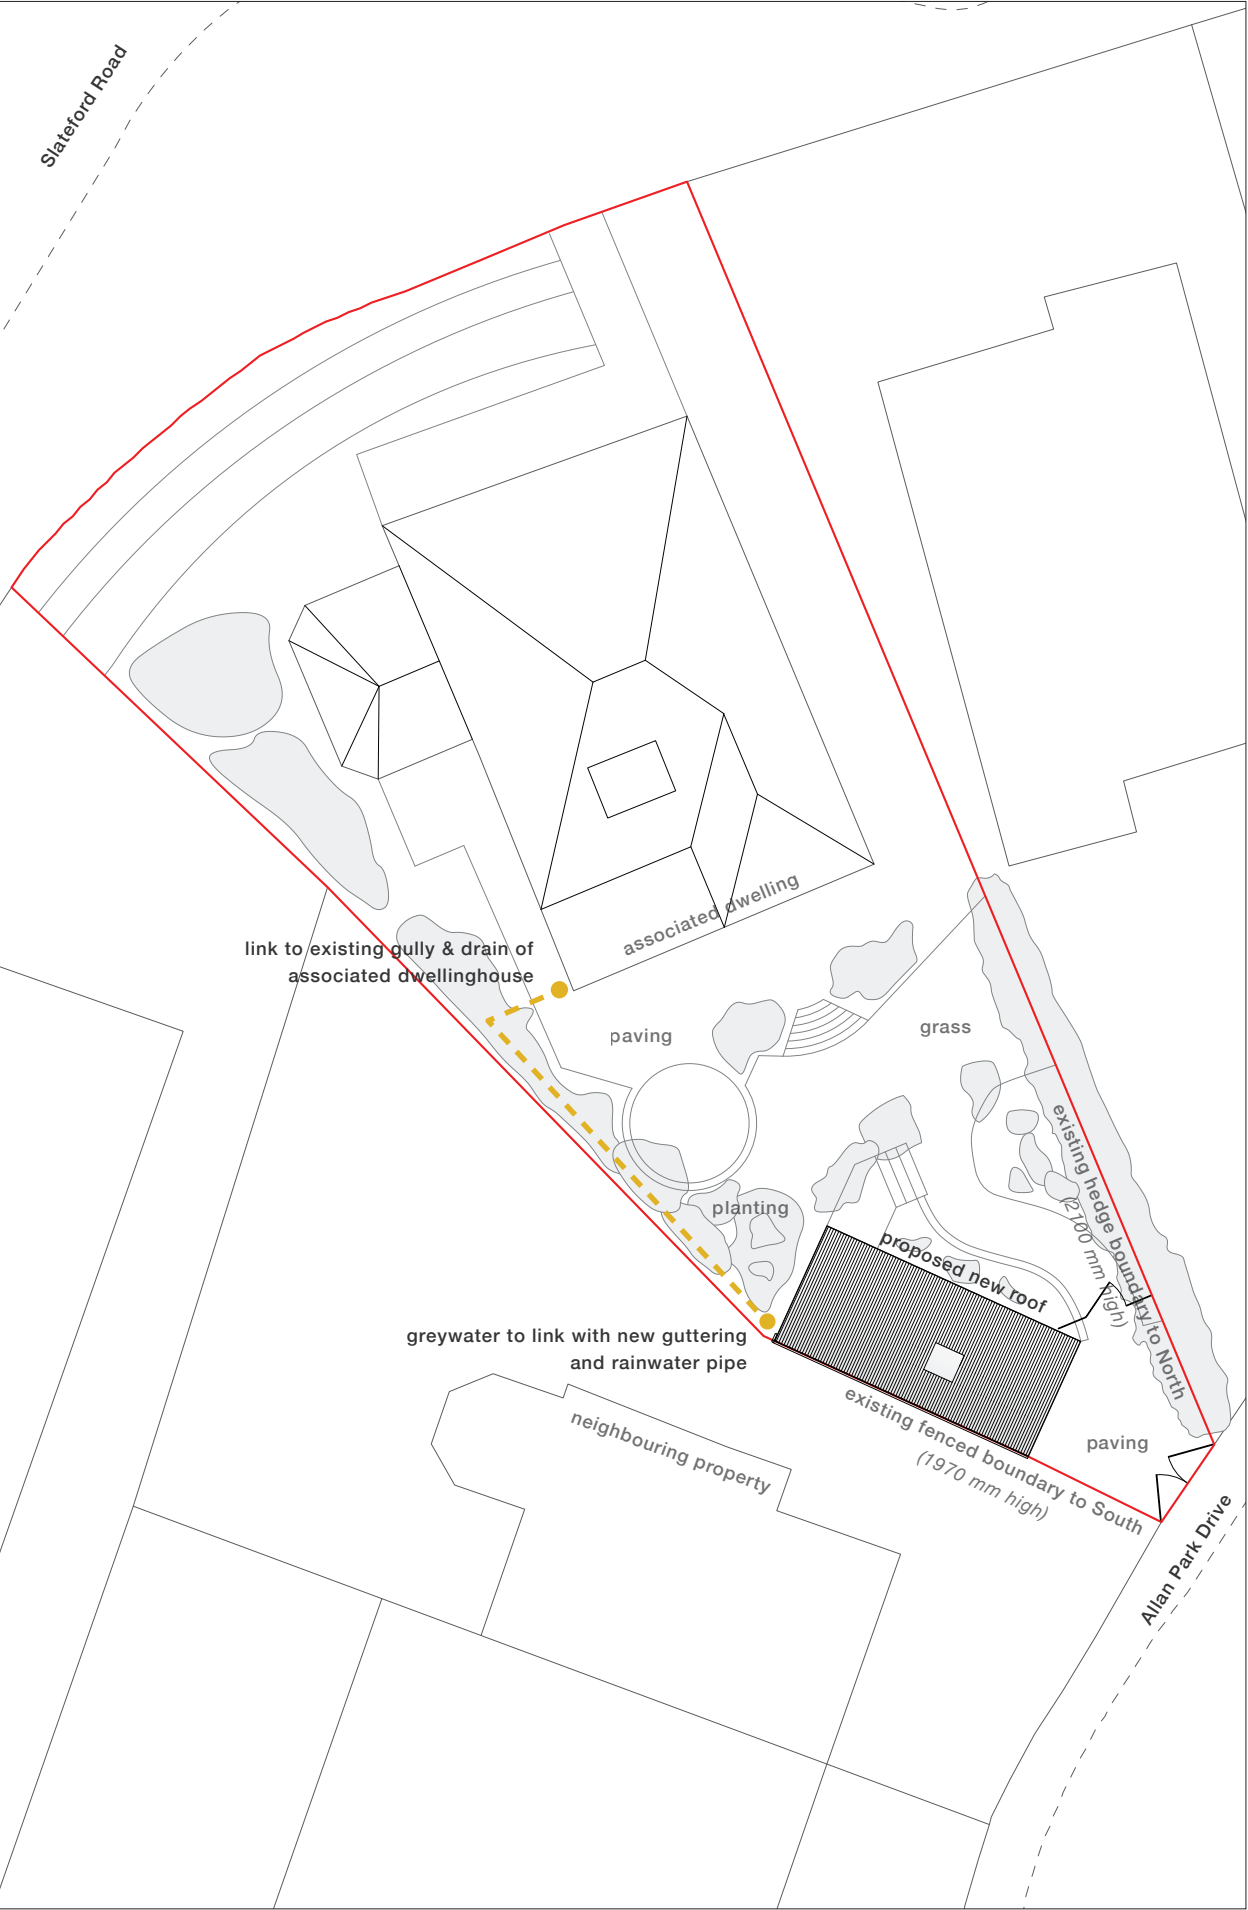 Slateford Road
associated dwelling
link to existing gully & drain of
associated dwellinghouse
paving
grass
existing hedge boundary to North
(2100 mm high)
planting
proposed new roof
greywater to link with new guttering
and rainwater pipe
existing fenced boundary to South
(1970 mm high)
neighbouring property
paving
Allan Park Drive